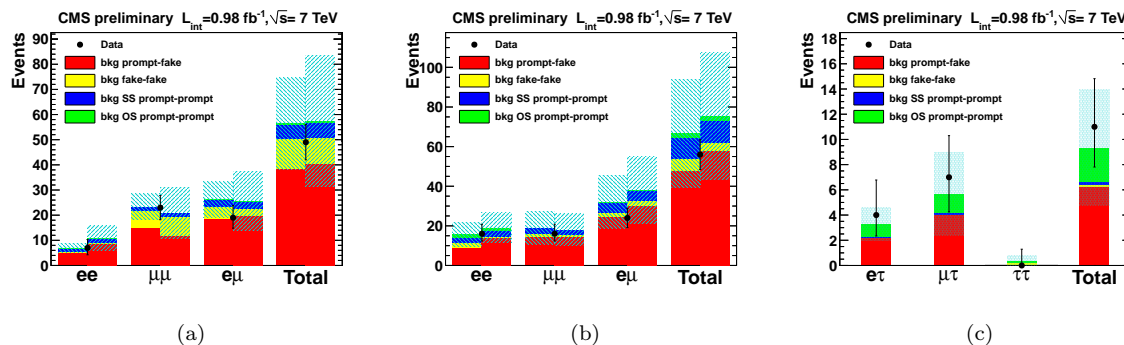 CMS preliminary L_int=0.98 fb⁻¹,√s= 7 TeV
Events
90
80
70
60
50
40
30
20
10
0
Data
bkg prompt-fake
bkg fake-fake
bkg SS prompt-prompt
bkg OS prompt-prompt
ee μμ eμ Total
(a)
CMS preliminary L_int=0.98 fb⁻¹,√s= 7 TeV
Events
100
80
60
40
20
0
Data
bkg prompt-fake
bkg fake-fake
bkg SS prompt-prompt
bkg OS prompt-prompt
ee μμ eμ Total
(b)
CMS preliminary L_int=0.98 fb⁻¹,√s= 7 TeV
Events
18
16
14
12
10
8
6
4
2
0
Data
bkg prompt-fake
bkg fake-fake
bkg SS prompt-prompt
bkg OS prompt-prompt
eτ μτ ττ Total
(c)